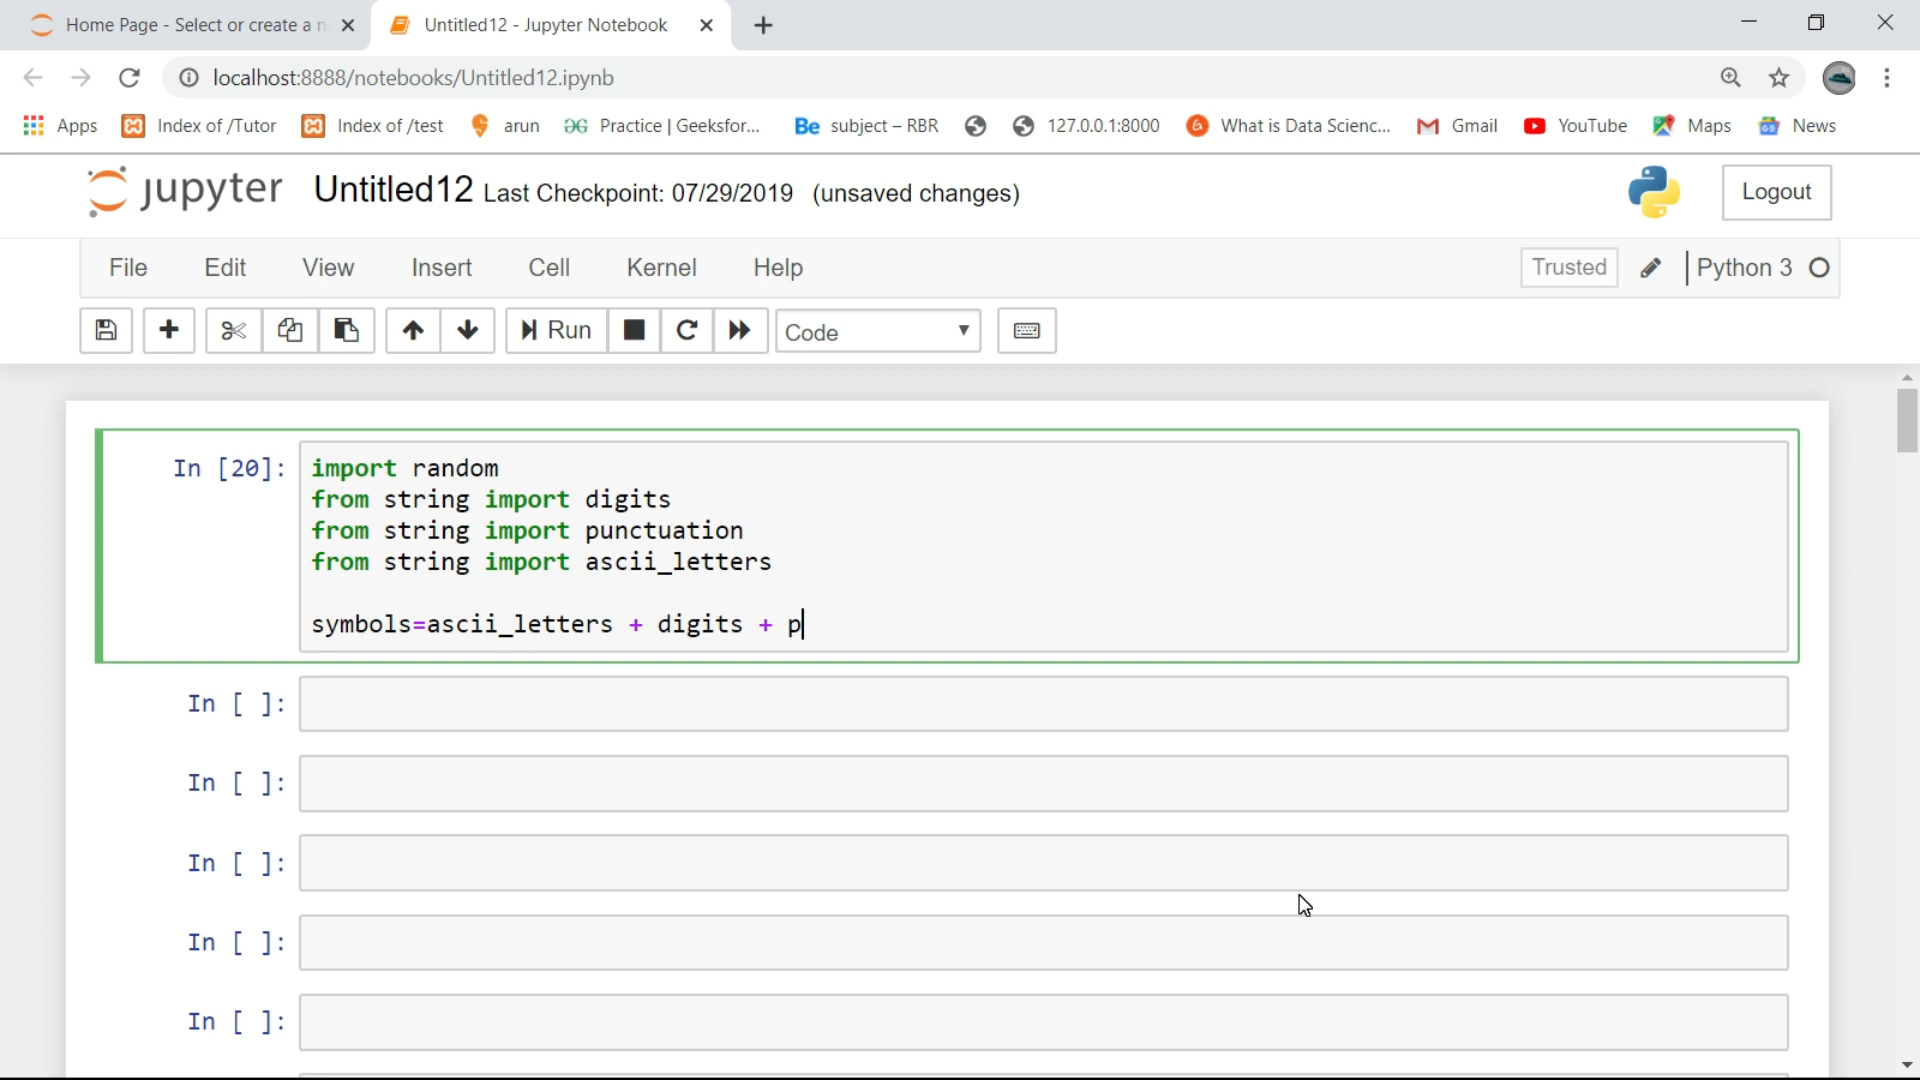 Home Page - Select or create a n
Untitled12 - Jupyter Notebook
localhost:8888/notebooks/Untitled12.ipynb
Apps Index of /Tutor Index of /test arun Practice | Geeksfor... Be subject – RBR 127.0.0.1:8000 What is Data Scienc... Gmail YouTube Maps News
jupyter Untitled12 Last Checkpoint: 07/29/2019 (unsaved changes) Logout
File Edit View Insert Cell Kernel Help Trusted Python 3
Run Code
In [20]: import random
from string import digits
from string import punctuation
from string import ascii_letters
symbols=ascii_letters + digits + p
In [ ]:
In [ ]:
In [ ]:
In [ ]:
In [ ]: